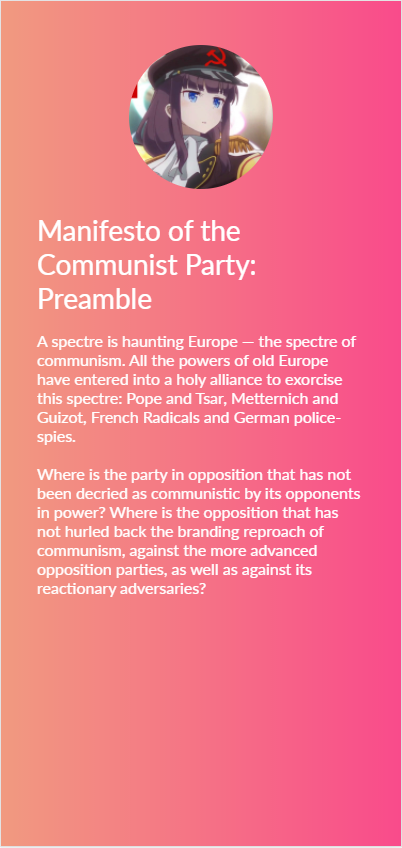 Manifesto of the
Communist Party:
Preamble
A spectre is haunting Europe — the spectre of
communism. All the powers of old Europe
have entered into a holy alliance to exorcise
this spectre: Pope and Tsar, Metternich and
Guizot, French Radicals and German police-
spies.
Where is the party in opposition that has not
been decried as communistic by its opponents
in power? Where is the opposition that has
not hurled back the branding reproach of
communism, against the more advanced
opposition parties, as well as against its
reactionary adversaries?